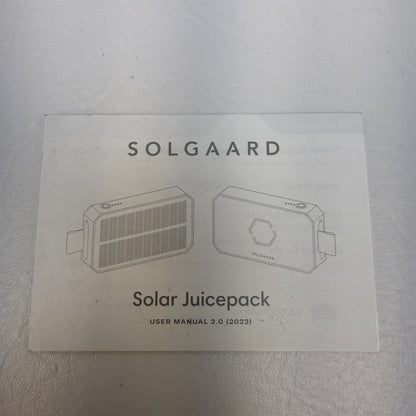 SOLGAARD
SOLGAARD
Solar Juicepack
USER MANUAL 2.0 (2023)